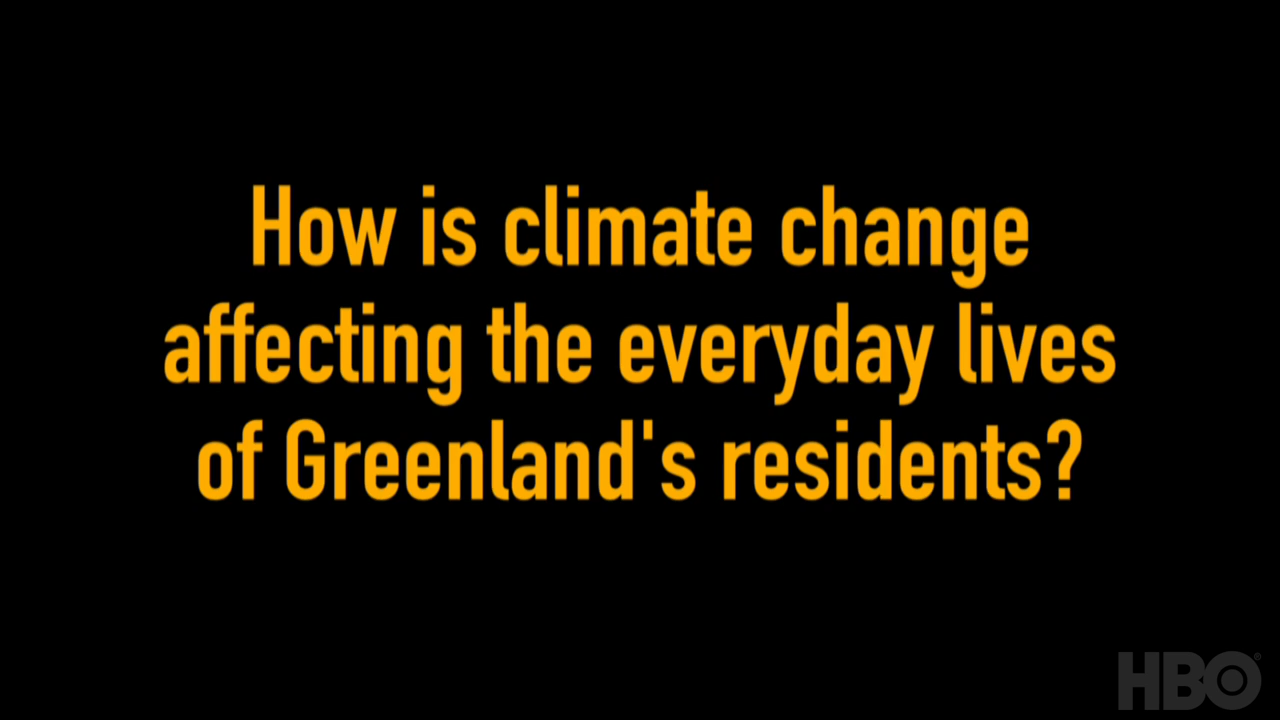 How is climate change
affecting the everyday lives
of Greenland's residents?
HBO®